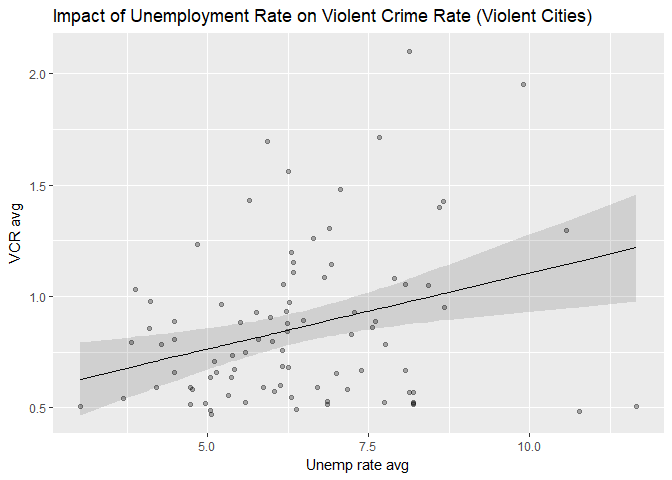 Impact of Unemployment Rate on Violent Crime Rate (Violent Cities)
2.0
1.5
1.0
0.5
VCR avg
5.0 7.5 10.0
Unemp rate avg